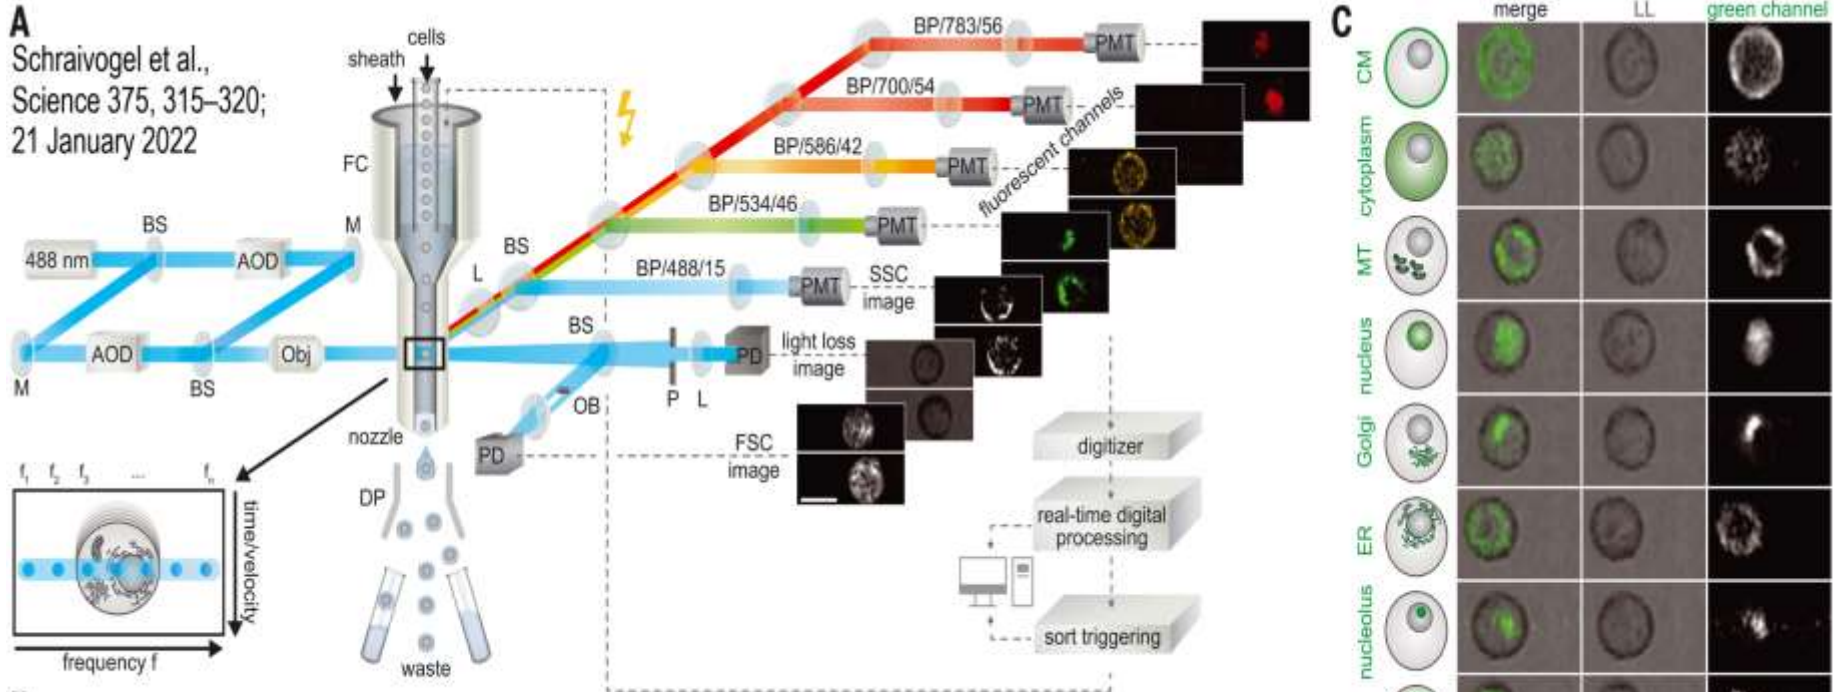 A
Schraivogel et al.,
Science 375, 315–320;
21 January 2022
cells
sheath
FC
BS
M
488 nm
AOD
M
AOD
BS
Obj
nozzle
DP
waste
f1 f2 f3 ... fn
time/velocity
frequency f
L
BS
BP/783/56
PMT
BP/700/54
PMT
BP/586/42
PMT
BP/534/46
PMT
BP/488/15
PMT
fluorescent channels
SSC
image
BS
PD
light loss
image
OB
P
L
PD
FSC
image
digitizer
real-time digital
processing
sort triggering
C
merge
LL
green channel
CM
cytoplasm
MT
nucleus
Golgi
ER
nucleolus